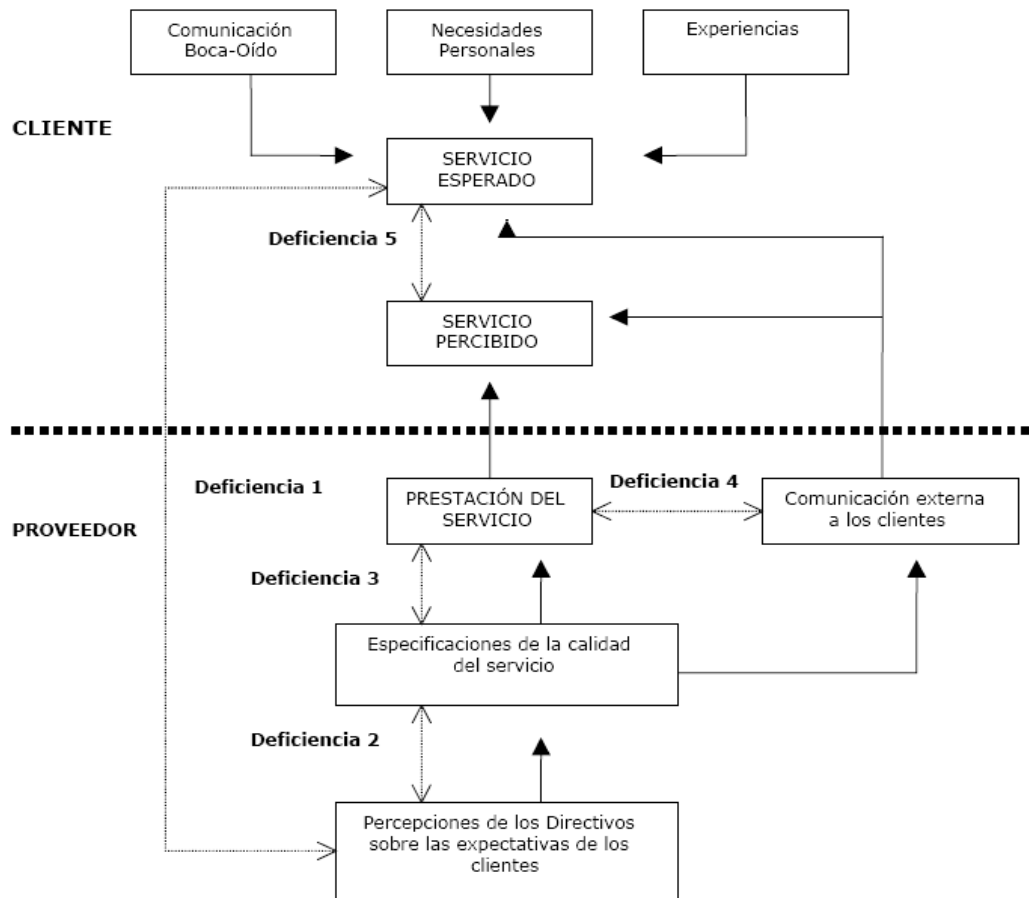 Comunicación
Boca-Oído
Necesidades
Personales
Experiencias
CLIENTE
SERVICIO
ESPERADO
Deficiencia 5
SERVICIO
PERCIBIDO
Deficiencia 1
PRESTACIÓN DEL
SERVICIO
Deficiencia 4
Comunicación externa
a los clientes
PROVEEDOR
Deficiencia 3
Especificaciones de la calidad
del servicio
Deficiencia 2
Percepciones de los Directivos
sobre las expectativas de los
clientes